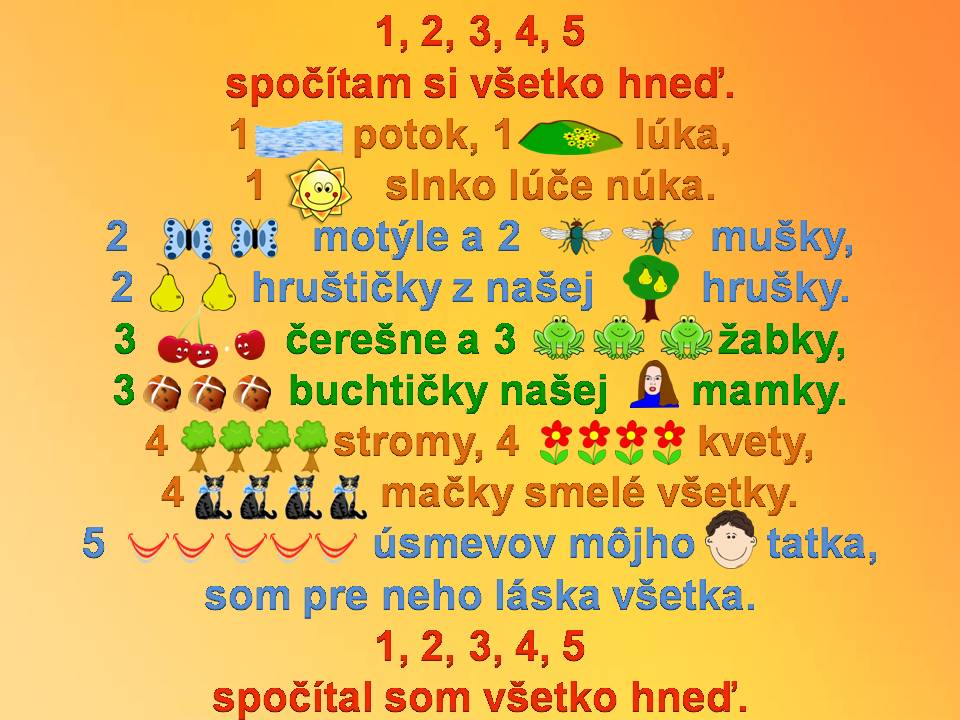 1, 2, 3, 4, 5
spočítam si všetko hneď.
1 potok, 1 lúka,
1 slnko lúče núka.
2 motýle a 2 mušky,
2 hruštičky z našej hrušky.
3 čerešne a 3 žabky,
3 buchtičky našej mamky.
4 stromy, 4 kvety,
4 mačky smelé všetky.
5 úsmevov môjho tatka,
som pre neho láska všetka.
1, 2, 3, 4, 5
spočítal som všetko hneď.